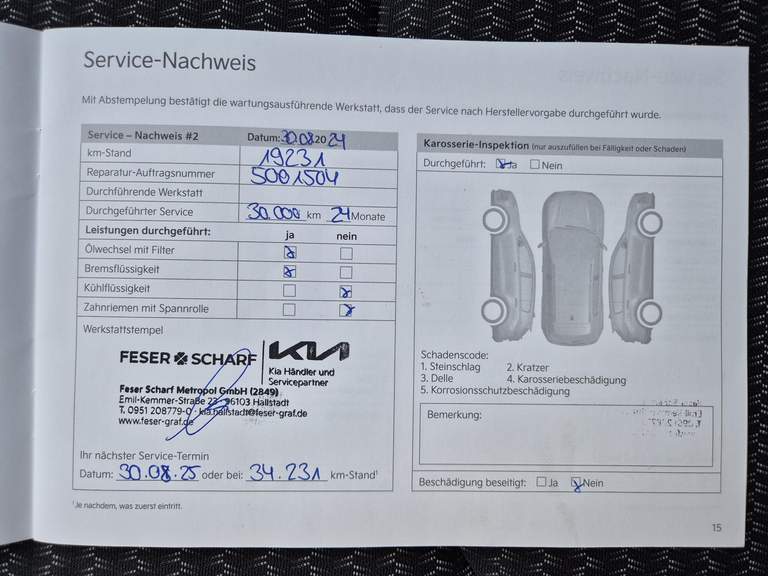 Service-Nachweis
Mit Abstempelung bestätigt die wartungsausführende Werkstatt, dass der Service nach Herstellervorgabe durchgeführt wurde.
Service – Nachweis #2 Datum: 30.08.2024
km-Stand 19231
Reparatur-Auftragsnummer 5001504
Durchführende Werkstatt
Durchgeführter Service 30.000 km 24 Monate
Leistungen durchgeführt: ja nein
Ölwechsel mit Filter
Bremsflüssigkeit
Kühlflüssigkeit
Zahnriemen mit Spannrolle
Werkstattstempel
FESER SCHARF KIA
Kia Händler und
Servicepartner
Feser Scharf Metropol GmbH (2849)
Emil-Kemmer-Straße 23 · 96103 Hallstadt
T. 0951 208779-0 · kia.hallstadt@feser-graf.de
www.feser-graf.de
Ihr nächster Service-Termin
Datum: 30.08.25 oder bei: 34.231 km-Stand¹
¹Je nachdem, was zuerst eintritt.
Karosserie-Inspektion (nur auszufüllen bei Fälligkeit oder Schaden)
Durchgeführt: Ja Nein
Schadenscode:
1. Steinschlag 2. Kratzer
3. Delle 4. Karosseriebeschädigung
5. Korrosionsschutzbeschädigung
Bemerkung:
Beschädigung beseitigt: Ja Nein
15